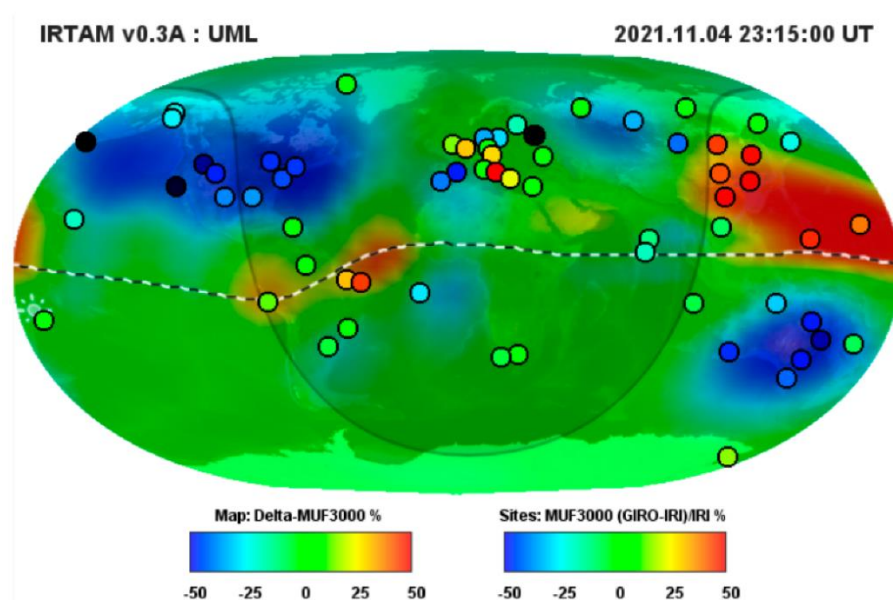 IRTAM v0.3A : UML 2021.11.04 23:15:00 UT
Map: Delta-MUF3000 % Sites: MUF3000 (GIRO-IRI)/IRI %
-50 -25 0 25 50 -50 -25 0 25 50